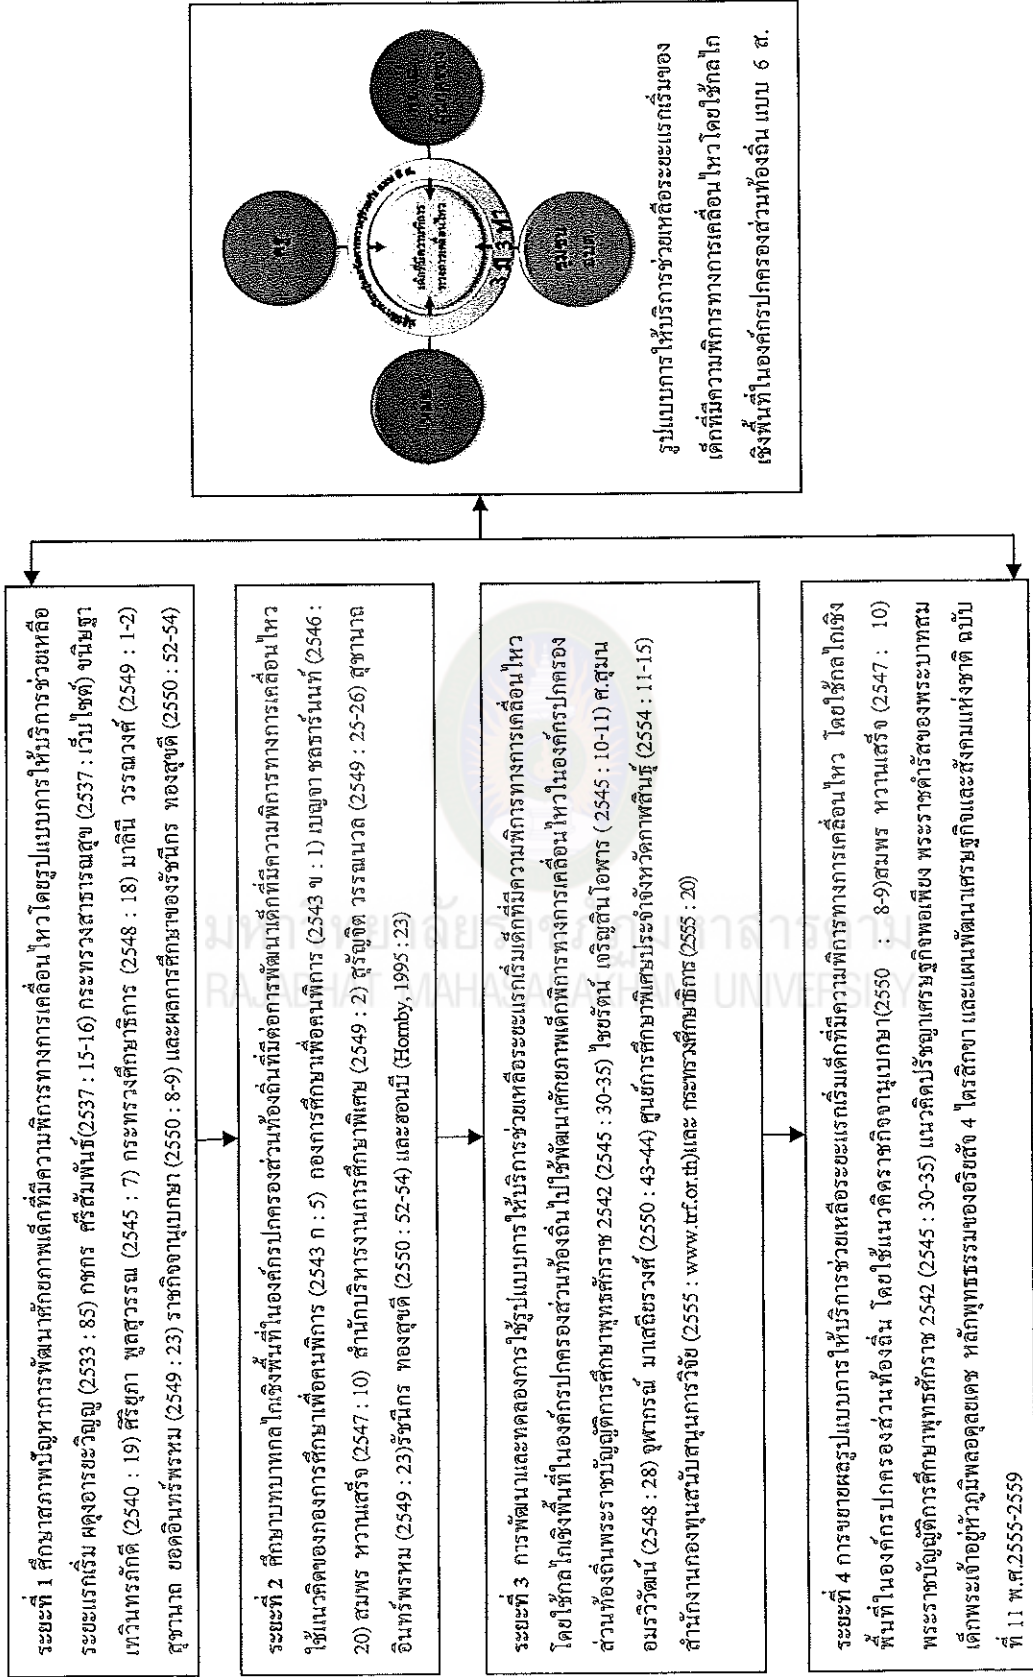 ระยะที่ 1 ศึกษาสภาพปัญหาการพัฒนาศักยภาพเด็กที่มีความพิการทางการเคลื่อนไหวโดยรูปแบบการให้บริการช่วยเหลือ
ระยะแรกเริ่ม ผดุงอารยะวิญญู (2533 : 85) กชกร ศรีสัมพันธ์(2537 : 15-16) กระทรวงสาธารณสุข (2537 : เว็บไซต์) ขนิษฐา
เทวินทรภักดี (2540 : 19) ศิริยุภา พูลสุวรรณ (2545 : 7) กระทรวงศึกษาธิการ (2548 : 18) มาลินี วรรณวงศ์ (2549 : 1-2)
สุชานาถ ยอดอินทร์พรหม (2549 : 23) ราชกิจจานุเบกษา (2550 : 8-9) และผลการศึกษาของรัชนีกร ทองสุขดี (2550 : 52-54)
ระยะที่ 2 ศึกษาบทบาทกลไกเชิงพื้นที่ในองค์กรปกครองส่วนท้องถิ่นที่มีต่อการพัฒนาเด็กที่มีความพิการทางการเคลื่อนไหว
ใช้แนวคิดของกองการศึกษาเพื่อคนพิการ (2543 ก : 5) กองการศึกษาเพื่อคนพิการ (2543 ข : 1) เบญจา ชลธาร์นนท์ (2546 :
20) สมพร หวานเสร็จ (2547 : 10) สำนักบริหารงานการศึกษาพิเศษ (2549 : 2) สุรัญจิต วรรณนวล (2549 : 25-26) สุชานาถ
อินทร์พรหม (2549 : 23)รัชนีกร ทองสุขดี (2550 : 52-54) และฮอนบี (Hornby, 1995 : 23)
ระยะที่ 3 การพัฒนาและทดลองการใช้รูปแบบการให้บริการช่วยเหลือระยะแรกเริ่มเด็กที่มีความพิการทางการเคลื่อนไหว
โดยใช้กลไกเชิงพื้นที่ในองค์กรปกครองส่วนท้องถิ่นไปใช้พัฒนาศักยภาพเด็กพิการทางการเคลื่อนไหวในองค์กรปกครอง
ส่วนท้องถิ่นพระราชบัญญัติการศึกษาพุทธศักราช 2542 (2545 : 30-35) ไชยรัตน์ เจริญสินโอฬาร ( 2545 : 10-11) ศ.สุมน
อมรวิวัฒน์ (2548 : 28) จุฬาภรณ์ มาเสถียรวงศ์ (2550 : 43-44) ศูนย์การศึกษาพิเศษประจำจังหวัดกาฬสินธุ์ (2554 : 11-15)
สำนักงานกองทุนสนับสนุนการวิจัย (2555 : www.trf.or.th)และ กระทรวงศึกษาธิการ (2555 : 20)
ระยะที่ 4 การขยายผลรูปแบบการให้บริการช่วยเหลือระยะแรกเริ่มเด็กที่มีความพิการทางการเคลื่อนไหว โดยใช้กลไกเชิง
พื้นที่ในองค์กรปกครองส่วนท้องถิ่น โดยใช้แนวคิดราชกิจจานุเบกษา(2550 : 8-9)สมพร หวานเสร็จ (2547 : 10)
พระราชบัญญัติการศึกษาพุทธศักราช 2542 (2545 : 30-35) แนวคิดปรัชญาเศรษฐกิจพอเพียง พระราชดำรัสของพระบาทสม
เด็กพระเจ้าอยู่หัวภูมิพลอดุลยเดช หลักพุทธธรรมของอริยสัจ 4 ไตรสิกขา และแผนพัฒนาเศรษฐกิจและสังคมแห่งชาติ ฉบับ
ที่ 11 พ.ศ.2555-2559
ครู
เด็กที่มีความพิการ
ทางการเคลื่อนไหว
3 มี 3 ทำ
ชุมชน
รูปแบบการให้บริการช่วยเหลือระยะแรกเริ่มของ
เด็กที่มีความพิการทางการเคลื่อนไหวโดยใช้กลไก
เชิงพื้นที่ในองค์กรปกครองส่วนท้องถิ่น แบบ 6 ส.
มหาวิทยาลัยราชภัฏมหาสารคาม
RAJABHAT MAHASARAKHAM UNIVERSITY